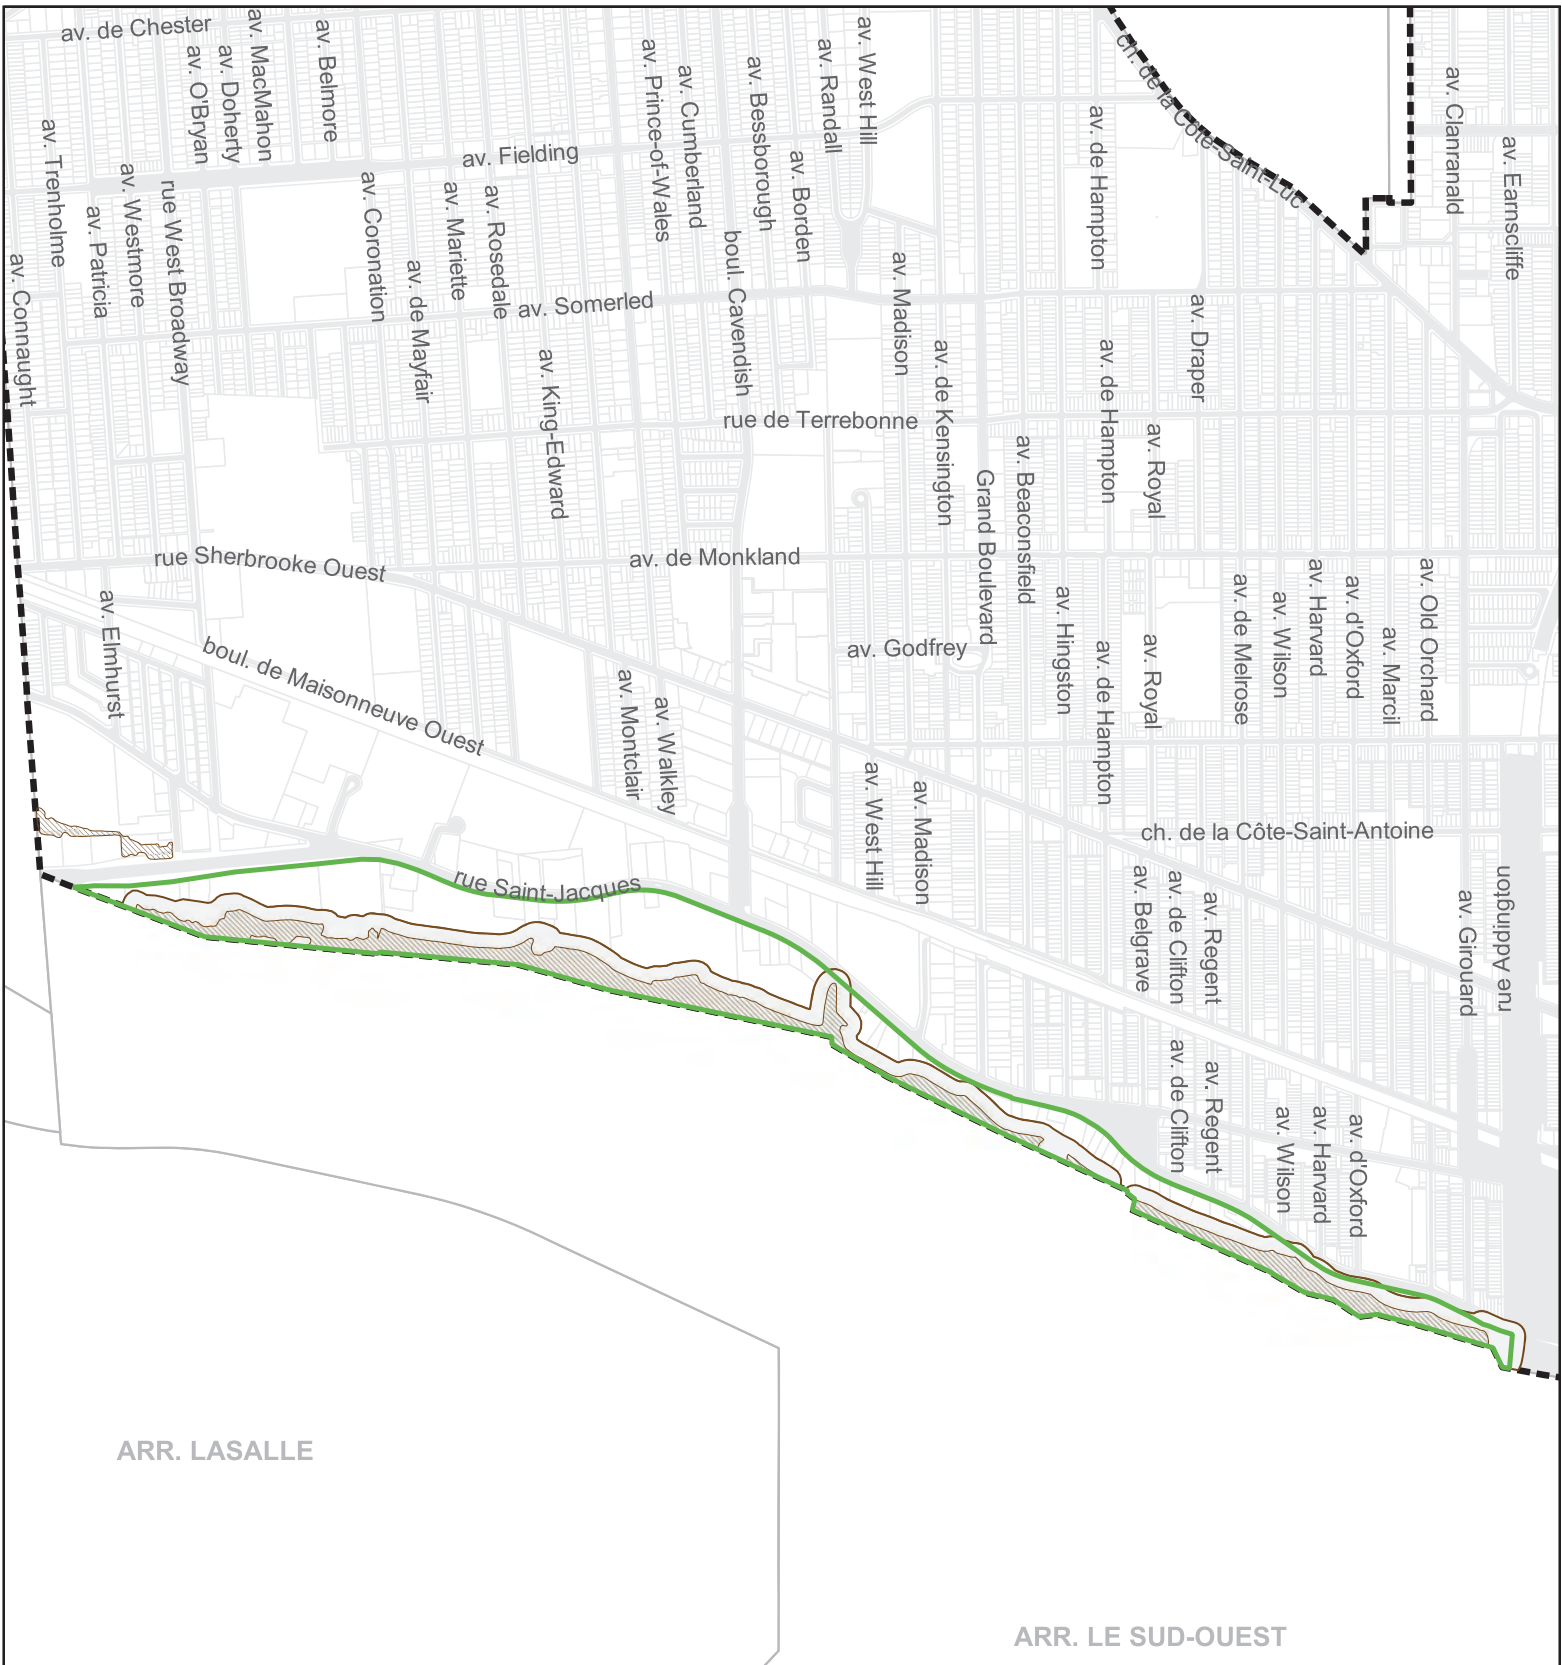 av. de Chester
av. O'Bryan
av. Doherty
av. MacMahon
av. Belmore
av. Prince-of-Wales
av. Cumberland
av. Bessborough
av. Borden
av. Randall
av. West Hill
ch. de la Côte-Saint-Luc
av. Clanranald
av. Earnscliffe
av. Fielding
av. Trenholme
av. Patricia
av. Westmore
rue West Broadway
av. Coronation
av. Mariette
av. Rosedale
av. de Hampton
av. Connaught
av. de Mayfair
av. Somerled
boul. Cavendish
av. Madison
av. Draper
av. King-Edward
rue de Terrebonne
av. de Kensington
av. de Hampton
av. Royal
Grand Boulevard
av. Beaconsfield
rue Sherbrooke Ouest
av. de Monkland
av. Elmhurst
boul. de Maisonneuve Ouest
av. Godfrey
av. Hingston
av. de Hampton
av. Royal
av. de Melrose
av. Wilson
av. Harvard
av. d'Oxford
av. Marcil
av. Old Orchard
av. Montclair
av. Walkley
av. West Hill
av. Madison
ch. de la Côte-Saint-Antoine
rue Saint-Jacques
av. Belgrave
av. de Clifton
av. Regent
av. Girouard
rue Addington
av. de Clifton
av. Regent
av. Wilson
av. Harvard
av. d'Oxford
ARR. LASALLE
ARR. LE SUD-OUEST